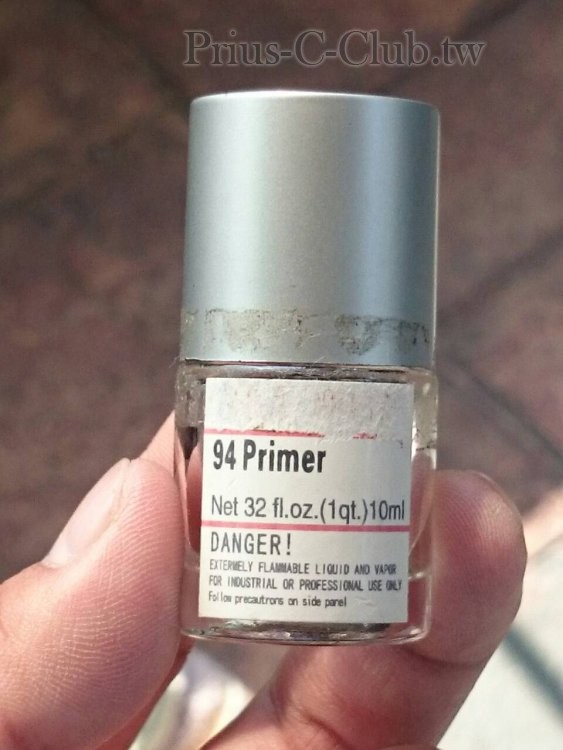 Prius-C-Club.tw
94 Primer
Net 32 fl.oz.(1qt.)10ml
DANGER!
EXTERMELY FLAMMABLE LIQUID AND VAPOR
FOR INDUSTRIAL OR PROFESSIONAL USE ONLY
Follow precautrons on side panel